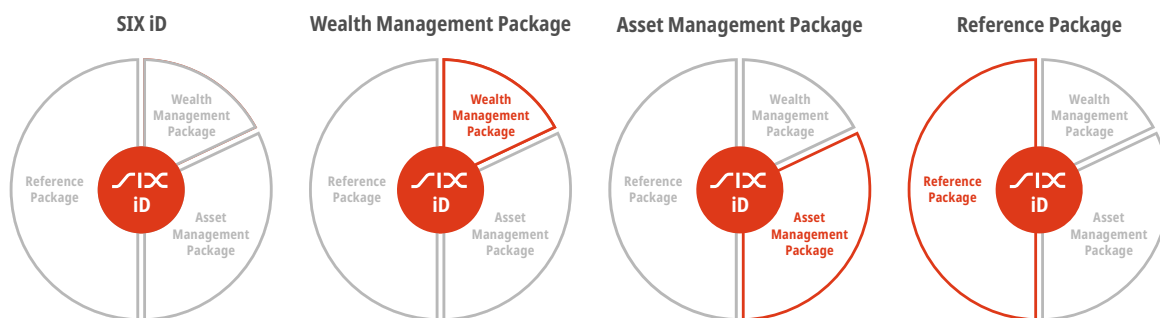 SIX iD
Wealth
Management
Package
Reference
Package
SIX
iD
Asset
Management
Package
Wealth Management Package
Wealth
Management
Package
Reference
Package
SIX
iD
Asset
Management
Package
Asset Management Package
Wealth
Management
Package
Reference
Package
SIX
iD
Asset
Management
Package
Reference Package
Wealth
Management
Package
Reference
Package
SIX
iD
Asset
Management
Package